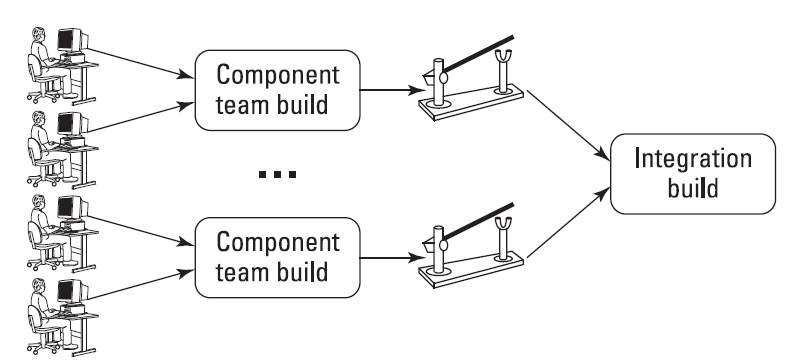 Component
team build
...
Integration
build
Component
team build